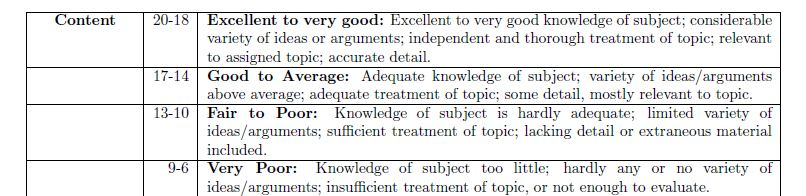 Content 20-18 Excellent to very good: Excellent to very good knowledge of subject; considerable
variety of ideas or arguments; independent and thorough treatment of topic; relevant
to assigned topic; accurate detail.
17-14 Good to Average: Adequate knowledge of subject; variety of ideas/arguments
above average; adequate treatment of topic; some detail, mostly relevant to topic.
13-10 Fair to Poor: Knowledge of subject is hardly adequate; limited variety of
ideas/arguments; sufficient treatment of topic; lacking detail or extraneous material
included.
9-6 Very Poor: Knowledge of subject too little; hardly any or no variety of
ideas/arguments; insufficient treatment of topic, or not enough to evaluate.